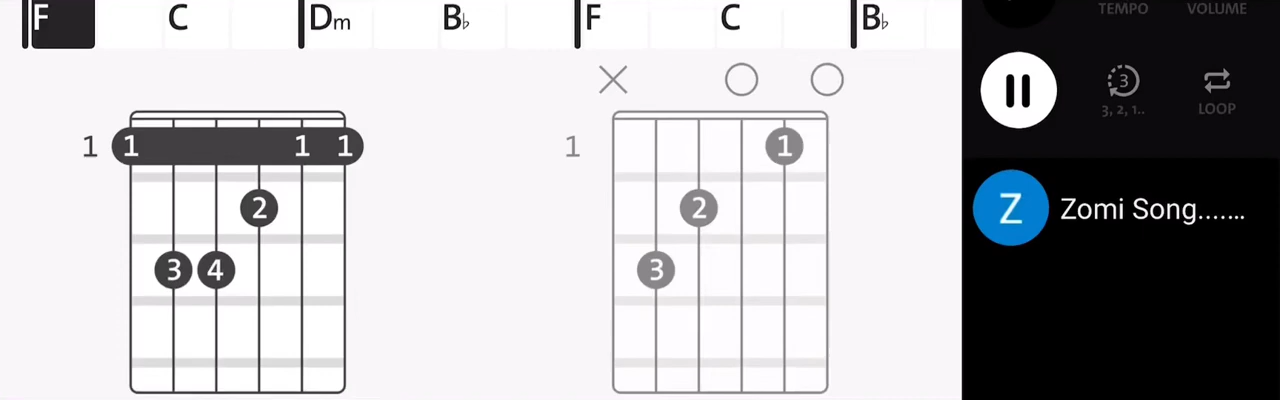 F C Dm B♭ F C B♭
TEMPO VOLUME
1 1 1 1
2
3 4
1 1
2
3
3
3, 2, 1.. LOOP
Z Zomi Song.......